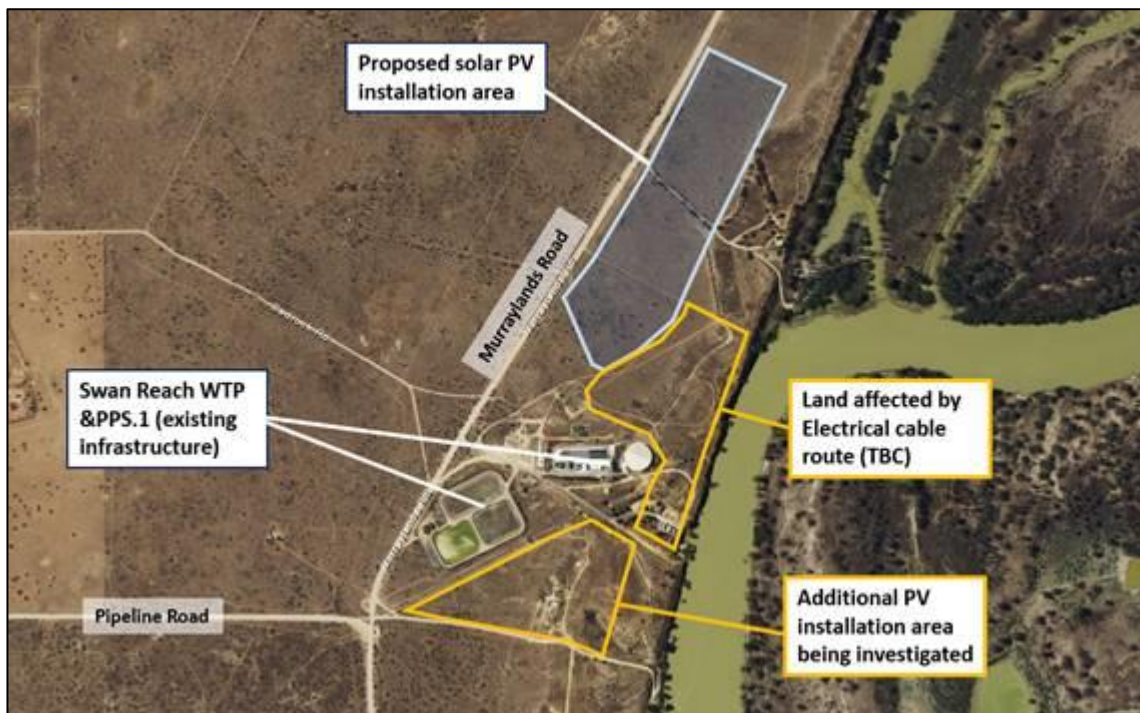 Proposed solar PV
installation area
Murraylands Road
Swan Reach WTP
&PPS.1 (existing
infrastructure)
Land affected by
Electrical cable
route (TBC)
Pipeline Road
Additional PV
installation area
being investigated